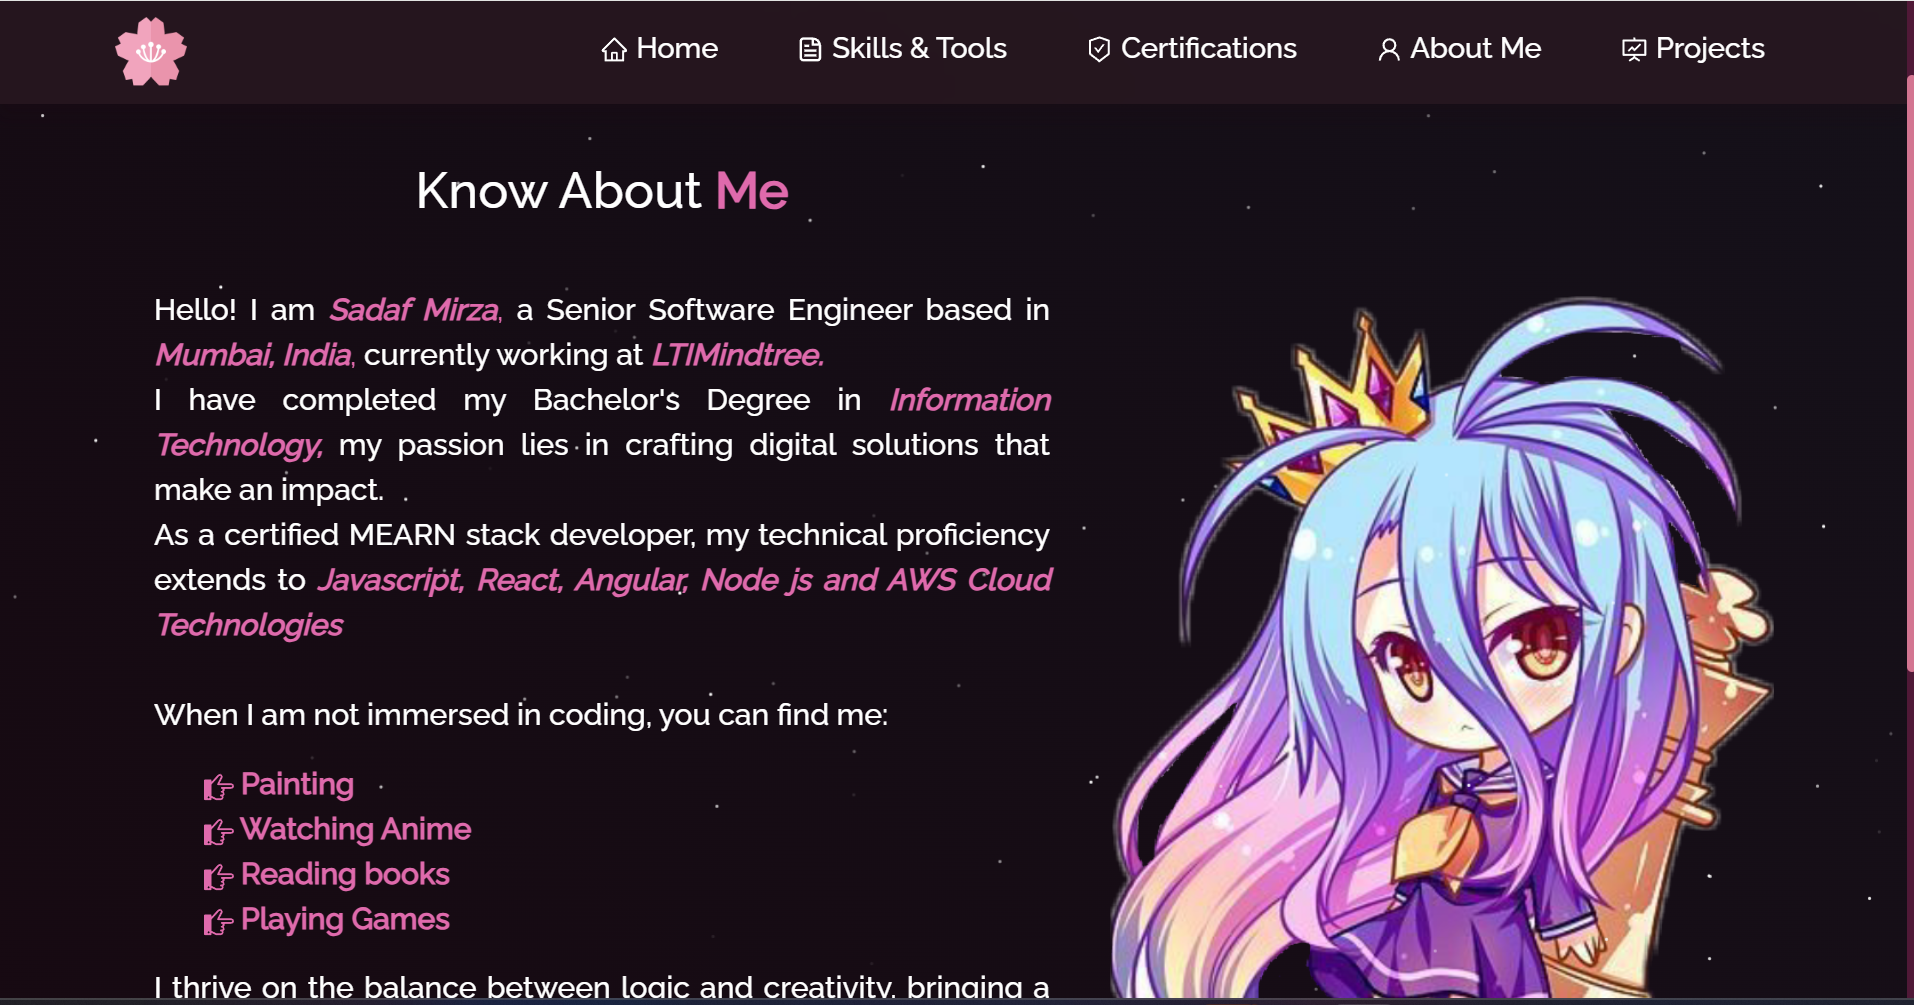 Home
Skills & Tools
Certifications
About Me
Projects
Know About Me
Hello! I am Sadaf Mirza, a Senior Software Engineer based in
Mumbai, India, currently working at LTIMindtree.
I have completed my Bachelor's Degree in Information
Technology, my passion lies in crafting digital solutions that
make an impact.
As a certified MEARN stack developer, my technical proficiency
extends to Javascript, React, Angular, Node js and AWS Cloud
Technologies
When I am not immersed in coding, you can find me:
Painting
Watching Anime
Reading books
Playing Games
I thrive on the balance between logic and creativity, bringing a